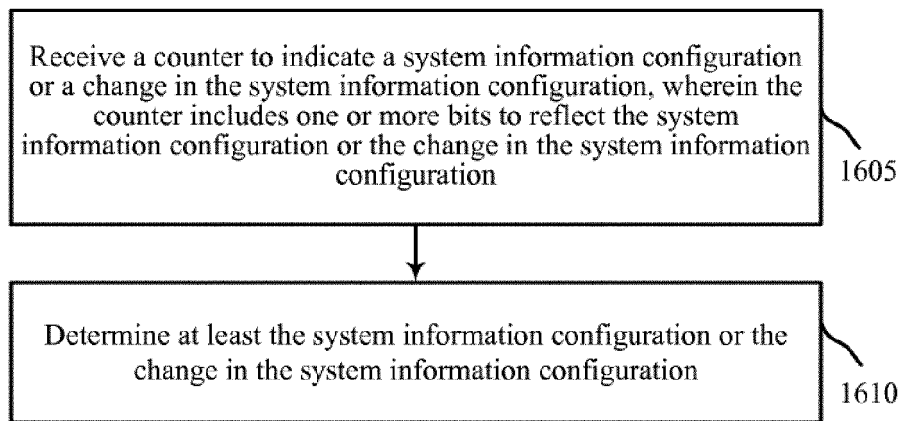 Receive a counter to indicate a system information configuration
or a change in the system information configuration, wherein the
counter includes one or more bits to reflect the system
information configuration or the change in the system information
configuration
1605
Determine at least the system information configuration or the
change in the system information configuration
1610